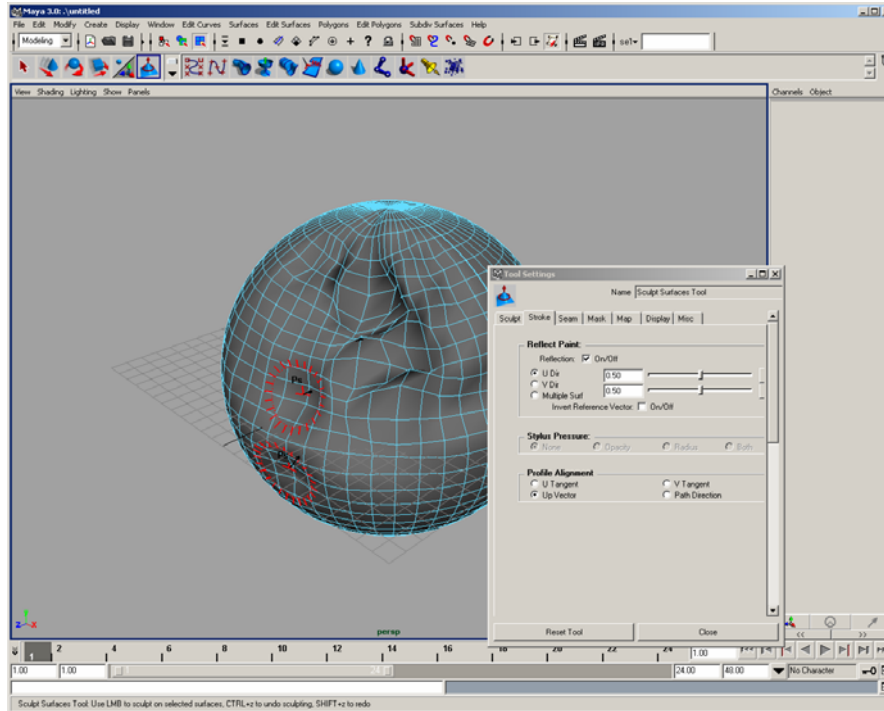 Maya 3.0: .\untitled
File Edit Modify Create Display Window Edit Curves Surfaces Edit Surfaces Polygons Edit Polygons Subdiv Surfaces Help
Modeling sel
View Shading Lighting Show Panels
Channels Object
Tool Settings
Name Sculpt Surfaces Tool
Sculpt Stroke Seam Mask Map Display Misc
Reflect Paint:
Reflection: On/Off
U Dir 0.50
V Dir 0.50
Multiple Surf
Invert Reference Vector: On/Off
Stylus Pressure:
None Opacity Radius Both
Profile Alignment
U Tangent V Tangent
Up Vector Path Direction
Reset Tool Close
Ps
z x
persp
<< >>
1 2 4 6 8 10 12 14 16 18 20 22 24 1.00
1.00 1.00 1 24 24.00 48.00 No Character
Sculpt Surfaces Tool: Use LMB to sculpt on selected surfaces, CTRL+z to undo sculpting, SHIFT+z to redo